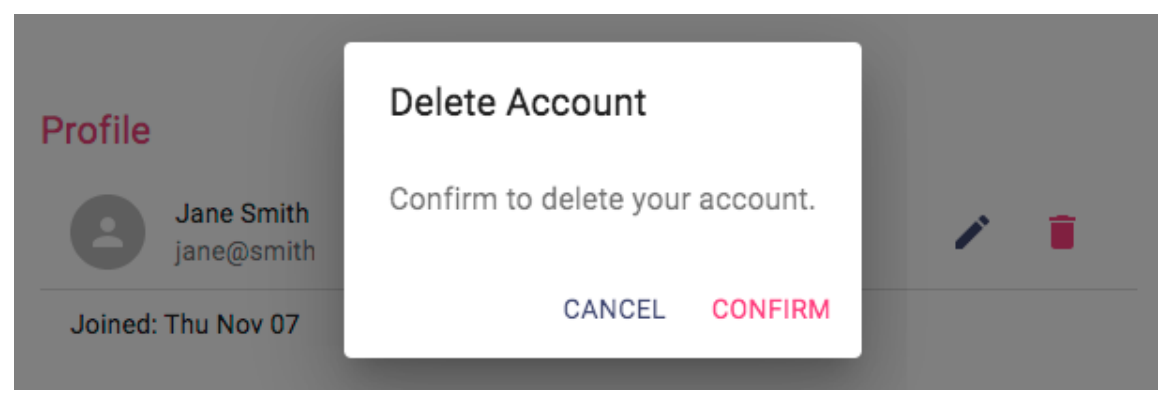 Profile
Jane Smith
jane@smith
Joined: Thu Nov 07
Delete Account
Confirm to delete your account.
CANCEL CONFIRM